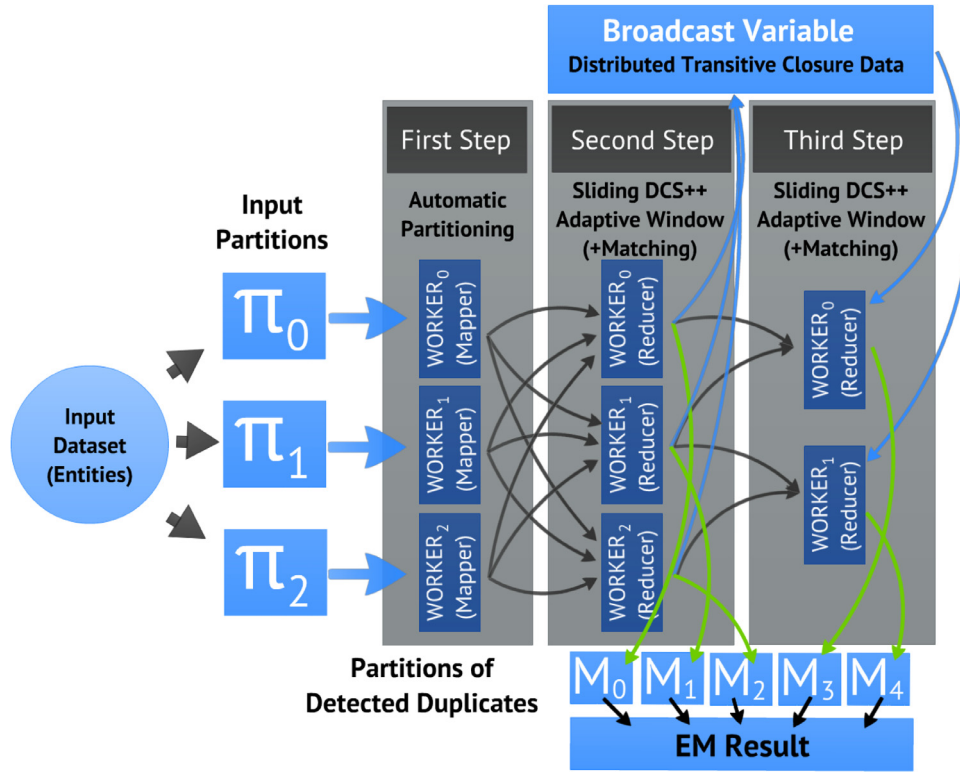 Broadcast Variable
Distributed Transitive Closure Data
First Step
Second Step
Third Step
Automatic
Partitioning
Sliding DCS++
Adaptive Window
(+Matching)
Sliding DCS++
Adaptive Window
(+Matching)
Input
Partitions
Input
Dataset
(Entities)
π0
π1
π2
WORKER0
(Mapper)
WORKER1
(Mapper)
WORKER2
(Mapper)
WORKER0
(Reducer)
WORKER1
(Reducer)
WORKER2
(Reducer)
WORKER0
(Reducer)
WORKER1
(Reducer)
Partitions of
Detected Duplicates
M0 M1 M2 M3 M4
EM Result